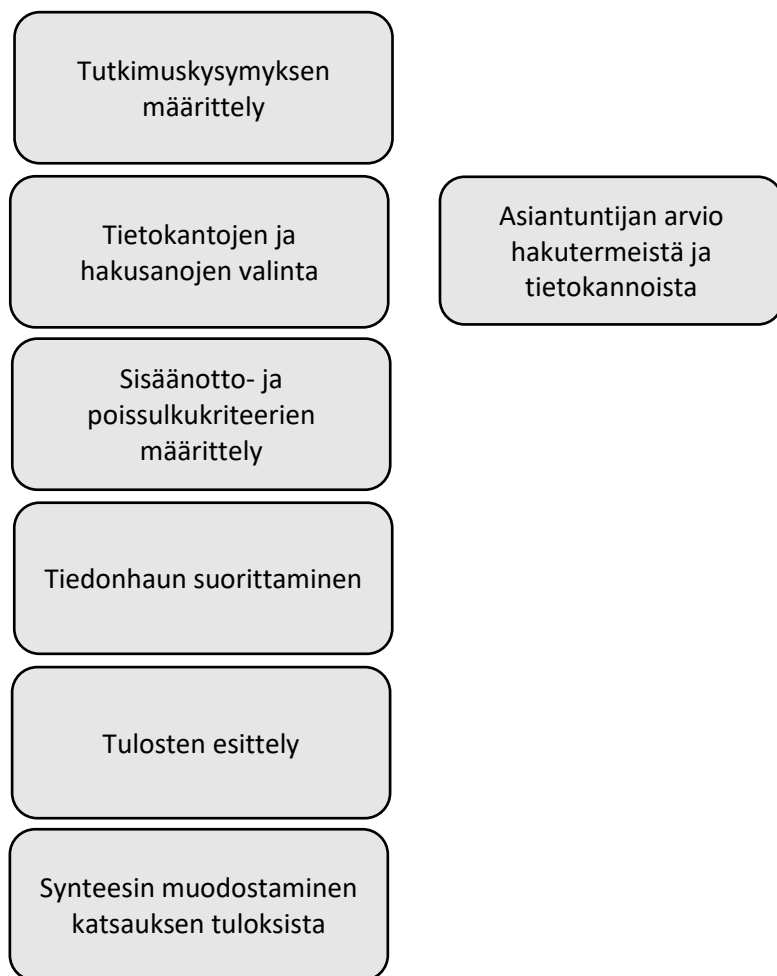 Tutkimuskysymyksen
määrittely
Tietokantojen ja
hakusanojen valinta
Asiantuntijan arvio
hakutermeistä ja
tietokannoista
Sisäänotto- ja
poissulkukriteerien
määrittely
Tiedonhaun suorittaminen
Tulosten esittely
Synteesin muodostaminen
katsauksen tuloksista